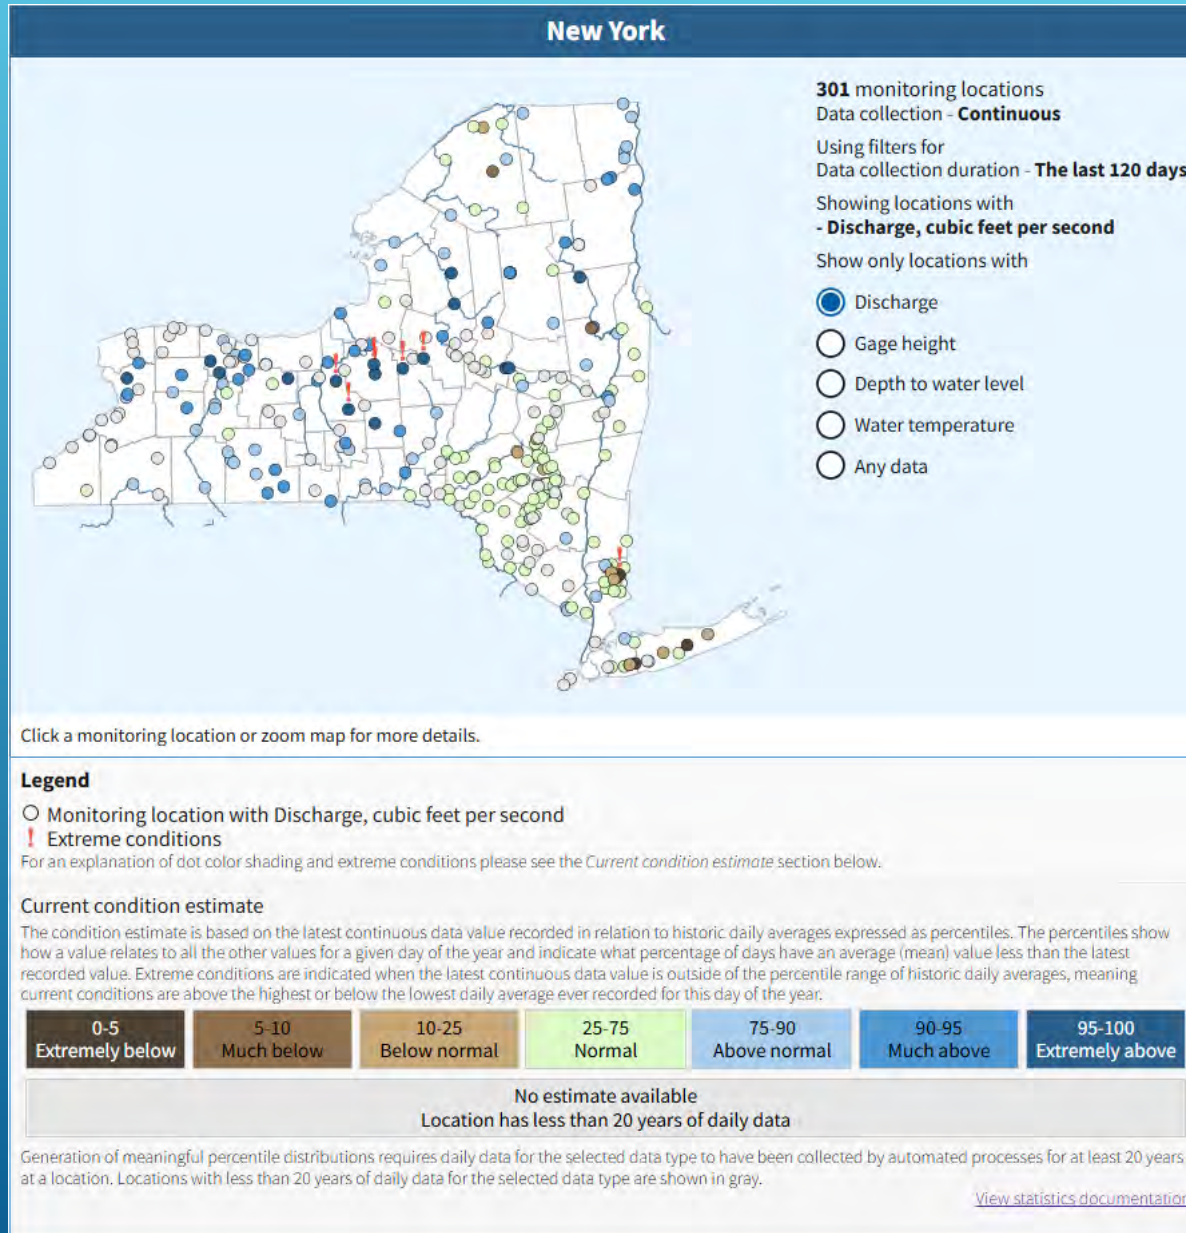 New York
301 monitoring locations
Data collection - Continuous
Using filters for
Data collection duration - The last 120 days
Showing locations with
- Discharge, cubic feet per second
Show only locations with
Discharge
Gage height
Depth to water level
Water temperature
Any data
Click a monitoring location or zoom map for more details.
Legend
Monitoring location with Discharge, cubic feet per second
! Extreme conditions
For an explanation of dot color shading and extreme conditions please see the Current condition estimate section below.
Current condition estimate
The condition estimate is based on the latest continuous data value recorded in relation to historic daily averages expressed as percentiles. The percentiles show
how a value relates to all the other values for a given day of the year and indicate what percentage of days have an average (mean) value less than the latest
recorded value. Extreme conditions are indicated when the latest continuous data value is outside of the percentile range of historic daily averages, meaning
current conditions are above the highest or below the lowest daily average ever recorded for this day of the year.
0-5
Extremely below
5-10
Much below
10-25
Below normal
25-75
Normal
75-90
Above normal
90-95
Much above
95-100
Extremely above
No estimate available
Location has less than 20 years of daily data
Generation of meaningful percentile distributions requires daily data for the selected data type to have been collected by automated processes for at least 20 years
at a location. Locations with less than 20 years of daily data for the selected data type are shown in gray.
View statistics documentation